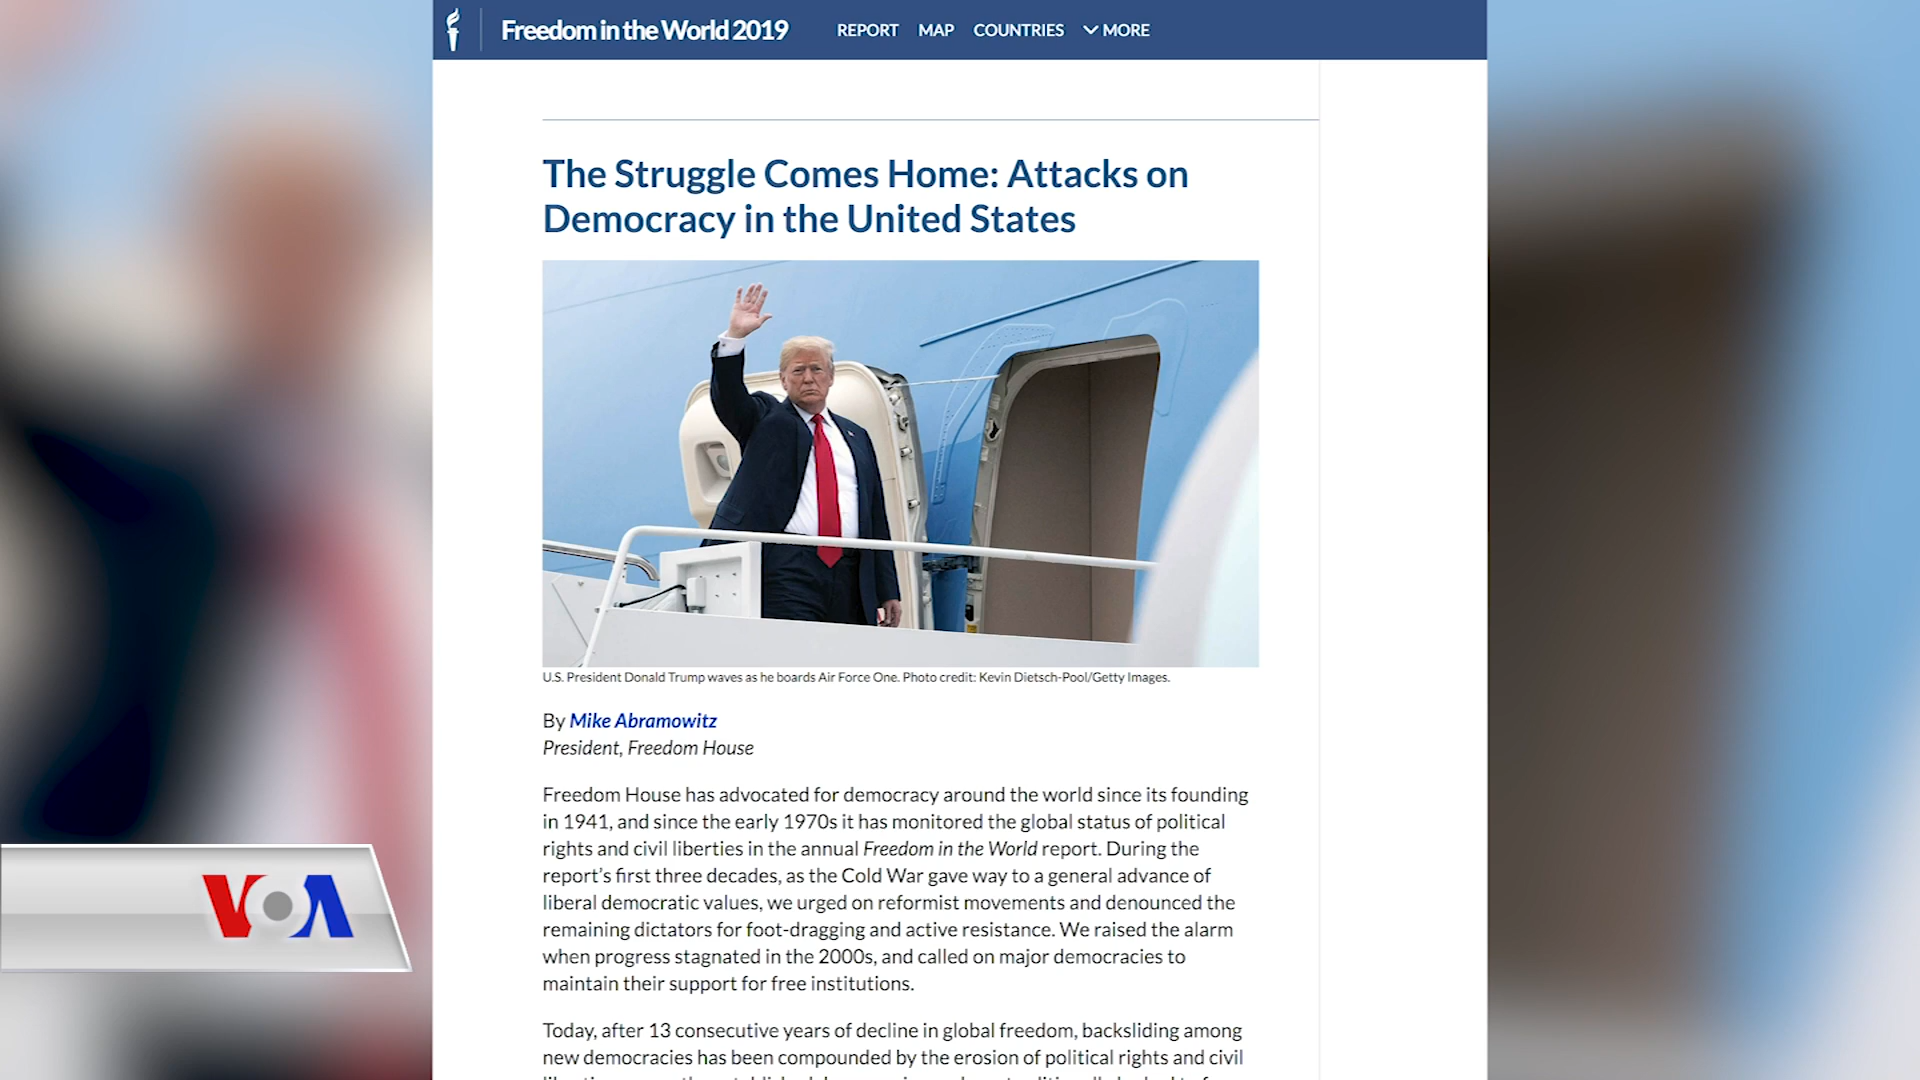 Freedom in the World 2019 REPORT MAP COUNTRIES MORE
The Struggle Comes Home: Attacks on
Democracy in the United States
U.S. President Donald Trump waves as he boards Air Force One. Photo credit: Kevin Dietsch-Pool/Getty Images.
By Mike Abramowitz
President, Freedom House
Freedom House has advocated for democracy around the world since its founding
in 1941, and since the early 1970s it has monitored the global status of political
rights and civil liberties in the annual Freedom in the World report. During the
report’s first three decades, as the Cold War gave way to a general advance of
liberal democratic values, we urged on reformist movements and denounced the
remaining dictators for foot-dragging and active resistance. We raised the alarm
when progress stagnated in the 2000s, and called on major democracies to
maintain their support for free institutions.
Today, after 13 consecutive years of decline in global freedom, backsliding among
new democracies has been compounded by the erosion of political rights and civil
VOA